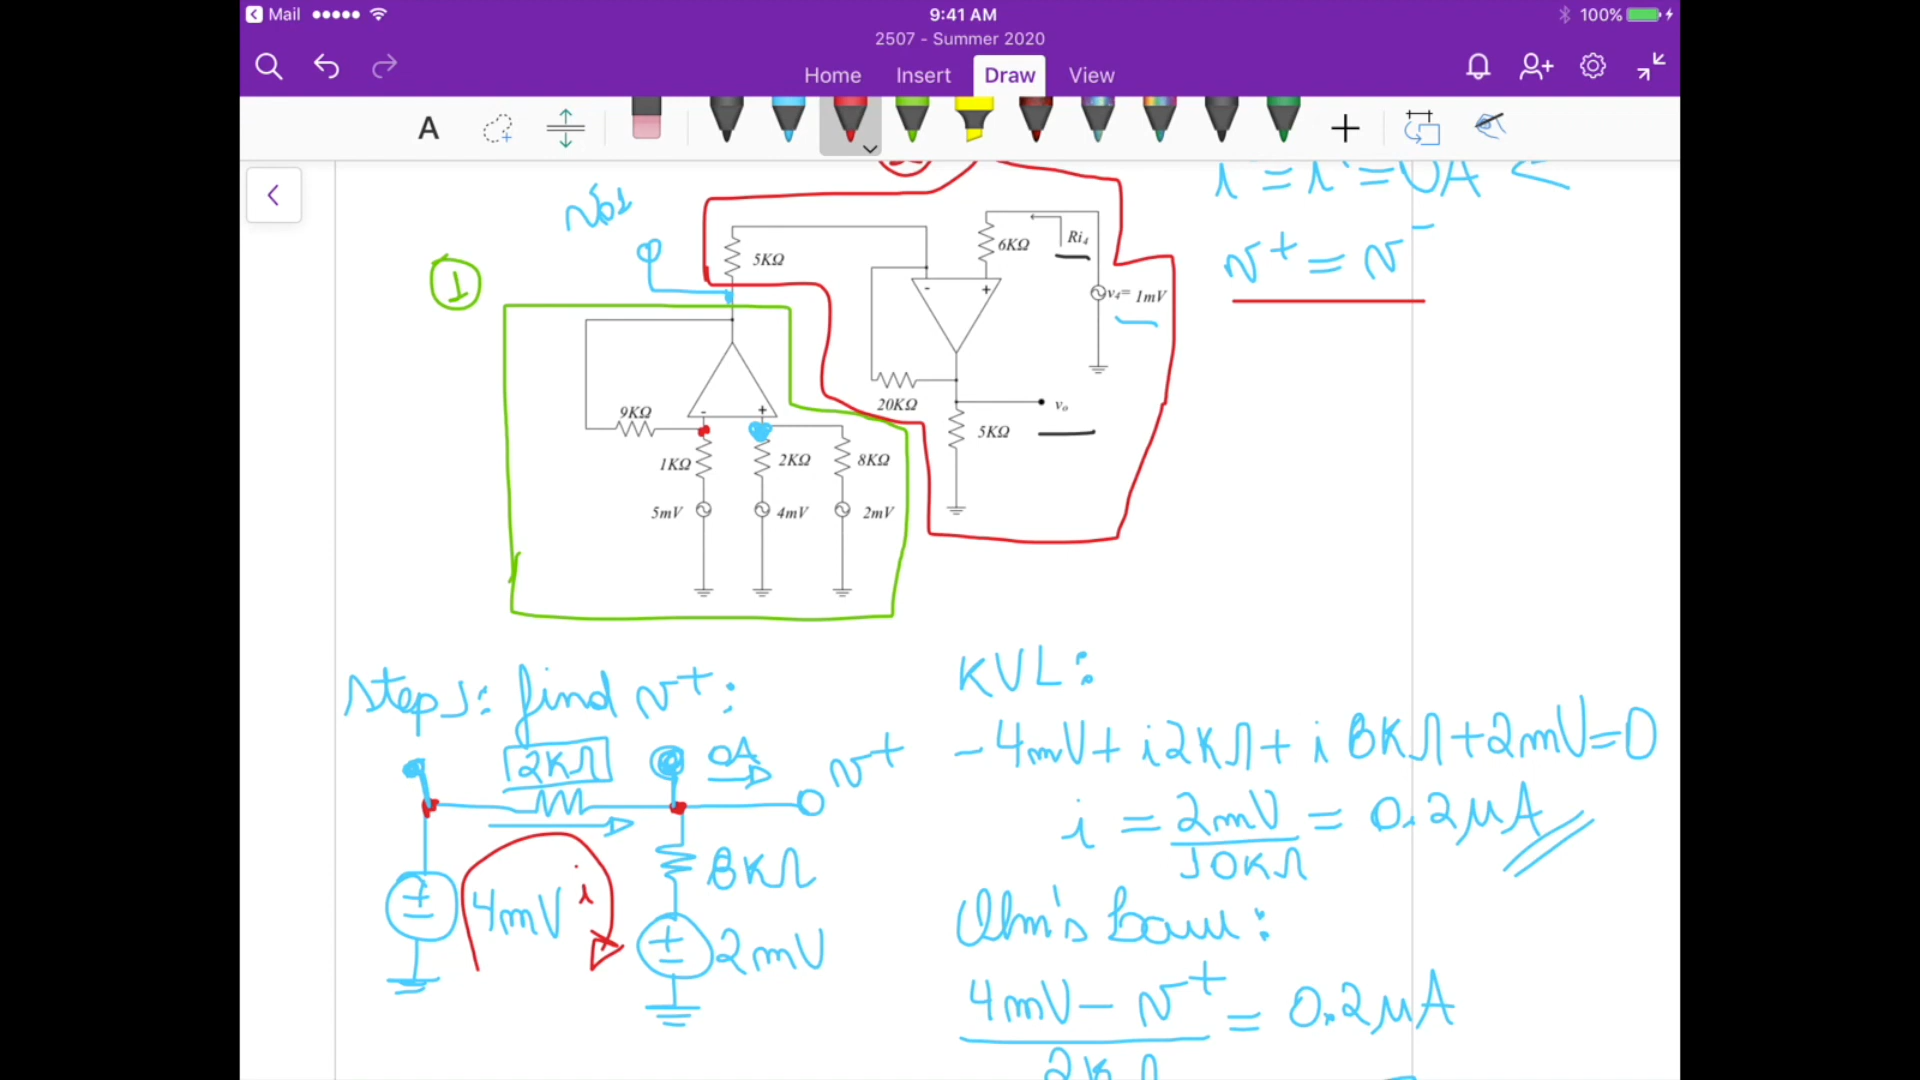 Mail 9:41 AM 100%
2507 - Summer 2020
Home Insert Draw View
A
i = i = 0A
v+ = v-
vo1
1
5KΩ
6KΩ
Ri4
- +
v4= 1mV
9KΩ
- +
20KΩ
vo
5KΩ
1KΩ 2KΩ 8KΩ
5mV 4mV 2mV
Step 1: find v+:
2KΩ 0A v+
8KΩ
4mV i
2mV
KVL:
-4mV + i2KΩ + i8KΩ + 2mV = 0
i = 2mV / 10KΩ = 0.2μA
Ohm's Law:
4mV - v+ / 2KΩ = 0.2μA